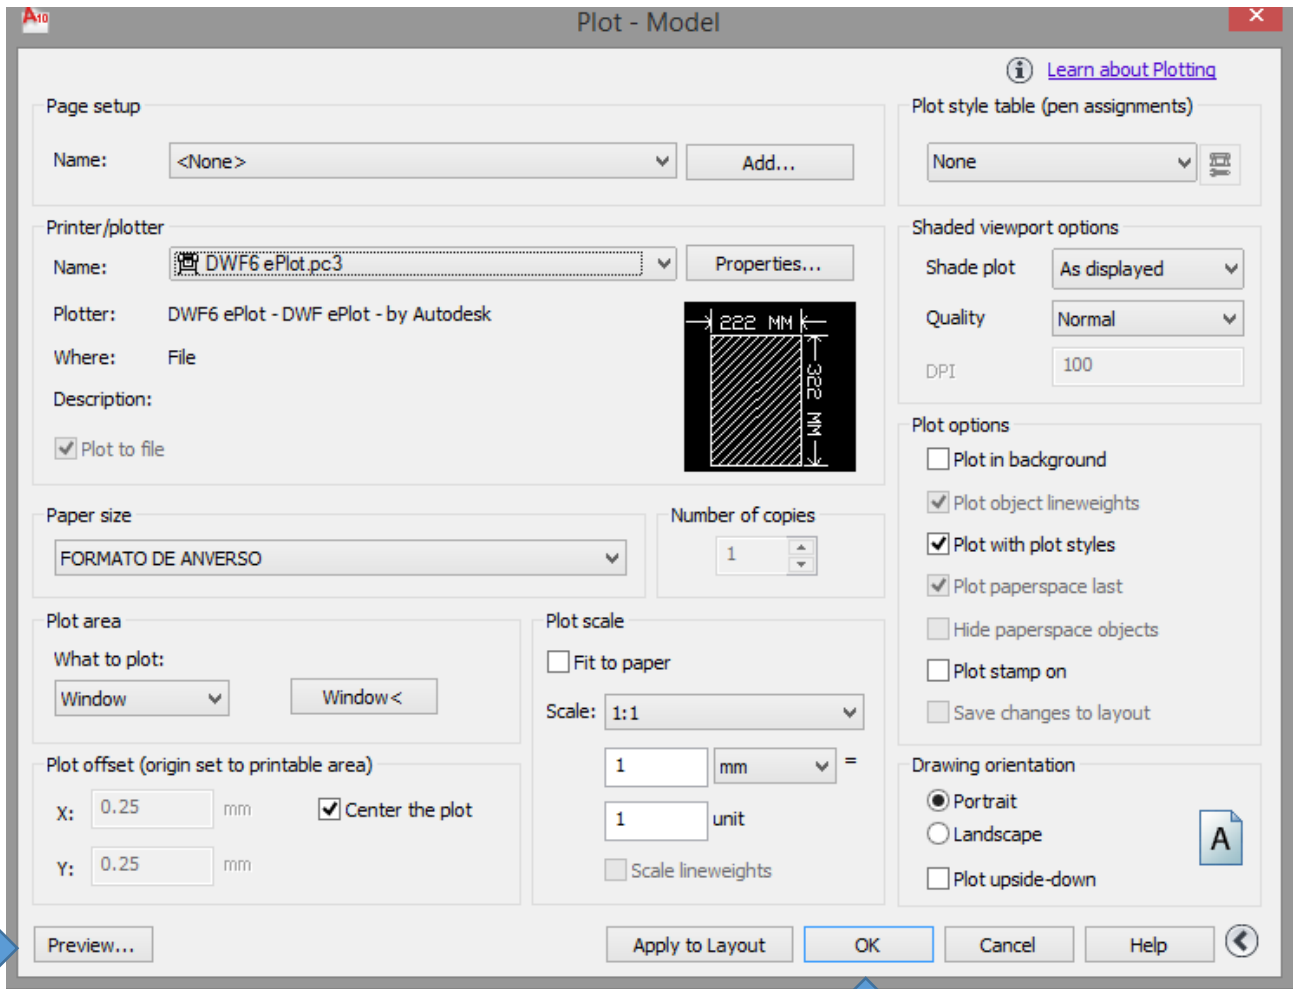 A10
Plot - Model
Learn about Plotting
Page setup
Name:
<None>
Add...
Plot style table (pen assignments)
None
Printer/plotter
Name:
DWF6 ePlot.pc3
Properties...
Plotter:
DWF6 ePlot - DWF ePlot - by Autodesk
Where:
File
Description:
Plot to file
222 MM
322 MM
Shaded viewport options
Shade plot
As displayed
Quality
Normal
DPI
100
Paper size
FORMATO DE ANVERSO
Number of copies
1
Plot options
Plot in background
Plot object lineweights
Plot with plot styles
Plot paperspace last
Hide paperspace objects
Plot stamp on
Save changes to layout
Plot area
What to plot:
Window
Window<
Plot scale
Fit to paper
Scale:
1:1
1
mm
=
1
unit
Scale lineweights
Plot offset (origin set to printable area)
X:
0.25
mm
Center the plot
Y:
0.25
mm
Drawing orientation
Portrait
Landscape
A
Plot upside-down
Preview...
Apply to Layout
OK
Cancel
Help